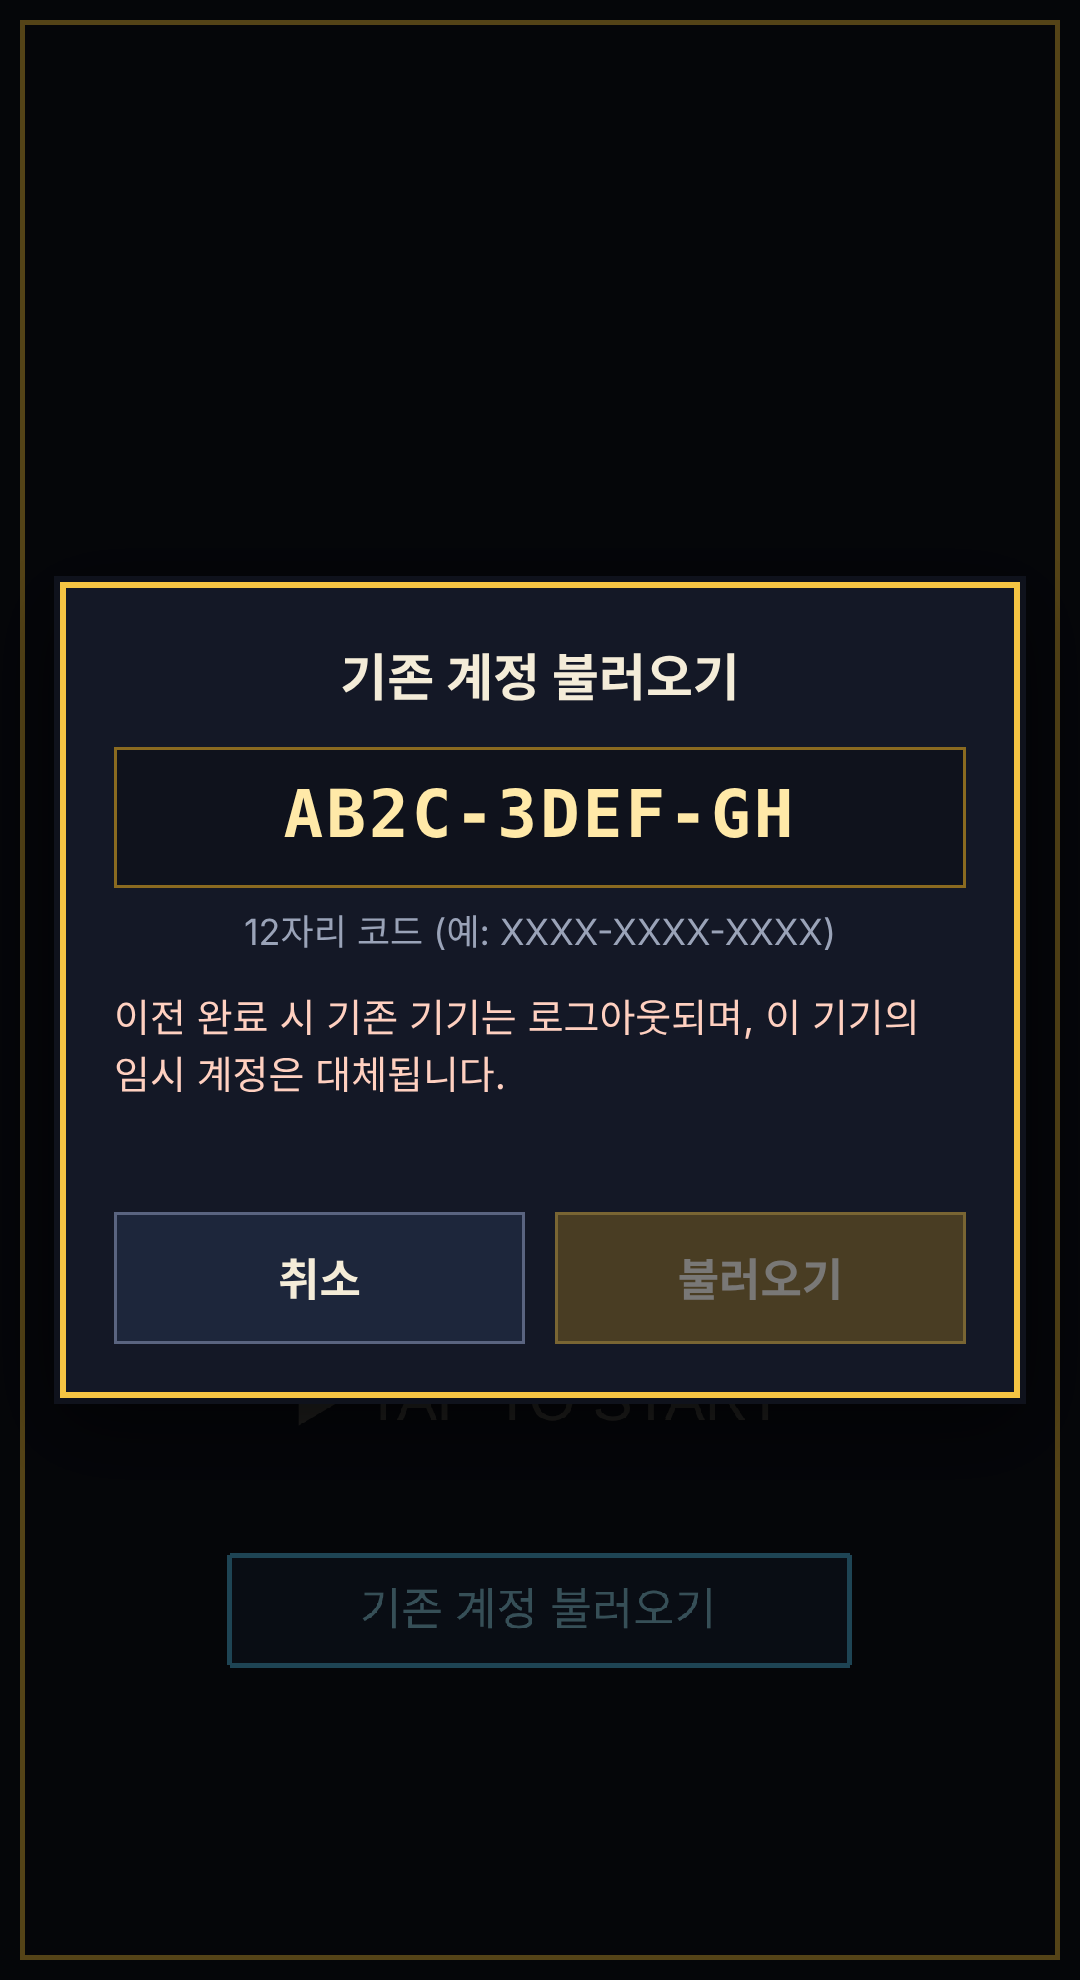 기존 계정 불러오기
AB2C-3DEF-GH
12자리 코드 (예: XXXX-XXXX-XXXX)
이전 완료 시 기존 기기는 로그아웃되며, 이 기기의
임시 계정은 대체됩니다.
취소
불러오기
▶ TAP TO START
기존 계정 불러오기